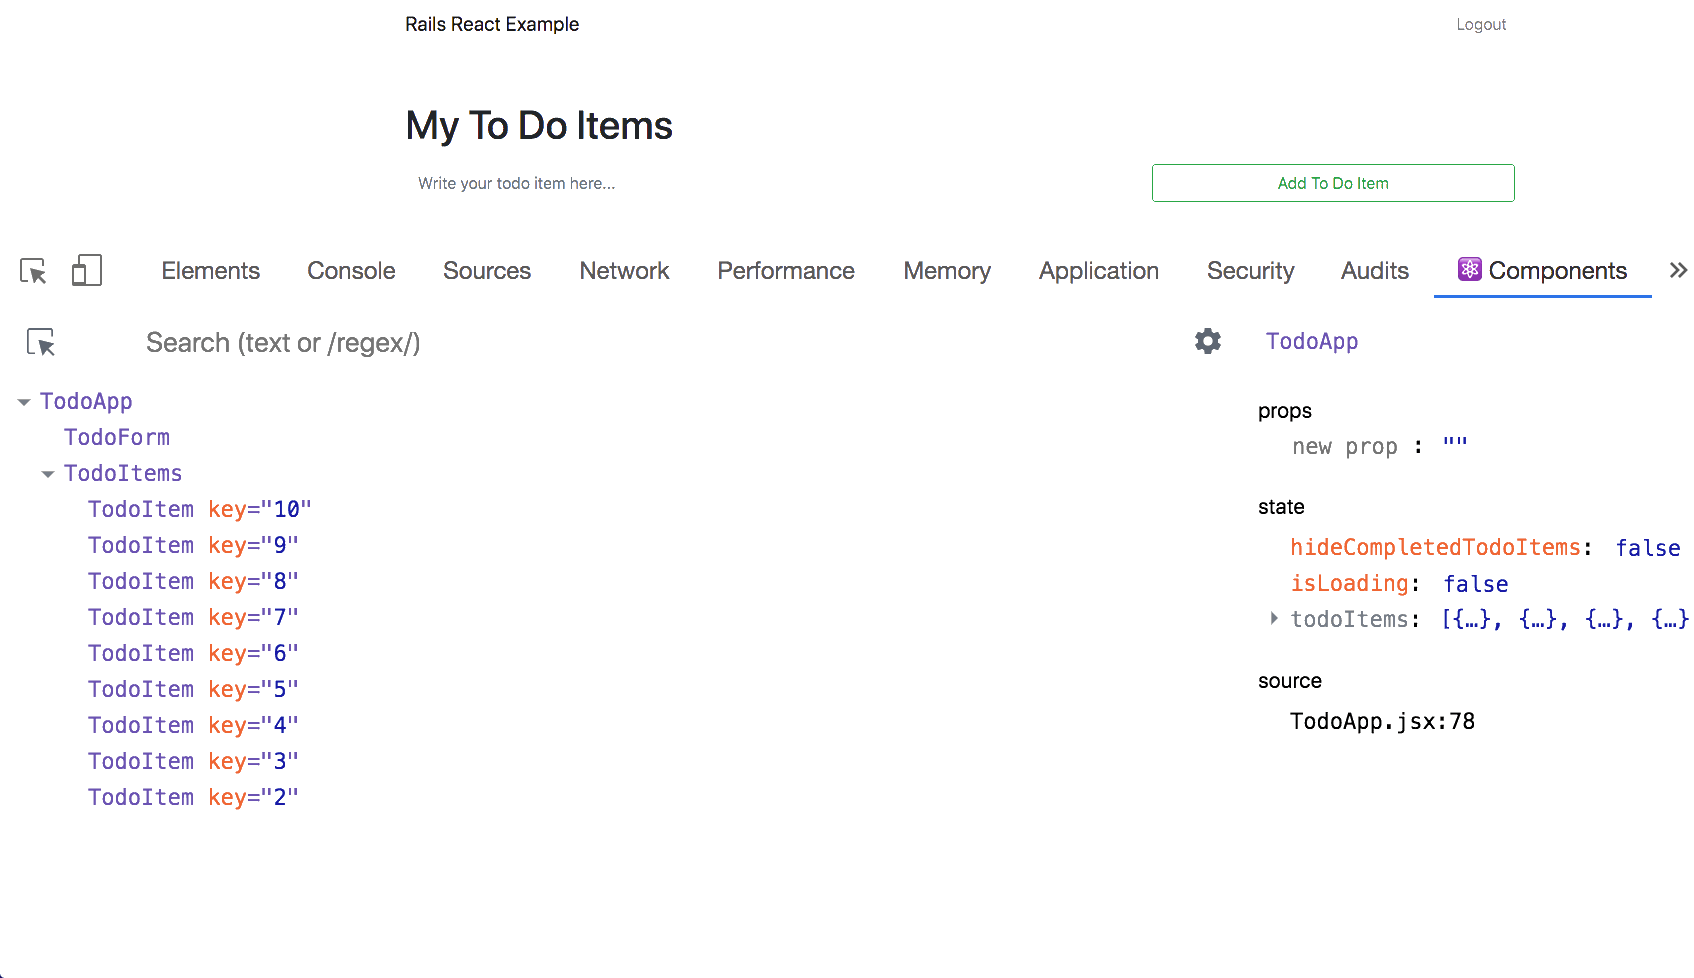 Rails React Example Logout
My To Do Items
Write your todo item here... Add To Do Item
Elements Console Sources Network Performance Memory Application Security Audits Components »
Search (text or /regex/) TodoApp
TodoApp
TodoForm
TodoItems
TodoItem key="10"
TodoItem key="9"
TodoItem key="8"
TodoItem key="7"
TodoItem key="6"
TodoItem key="5"
TodoItem key="4"
TodoItem key="3"
TodoItem key="2"
props
new prop : ""
state
hideCompletedTodoItems: false
isLoading: false
todoItems: [{…}, {…}, {…}, {…}
source
TodoApp.jsx:78